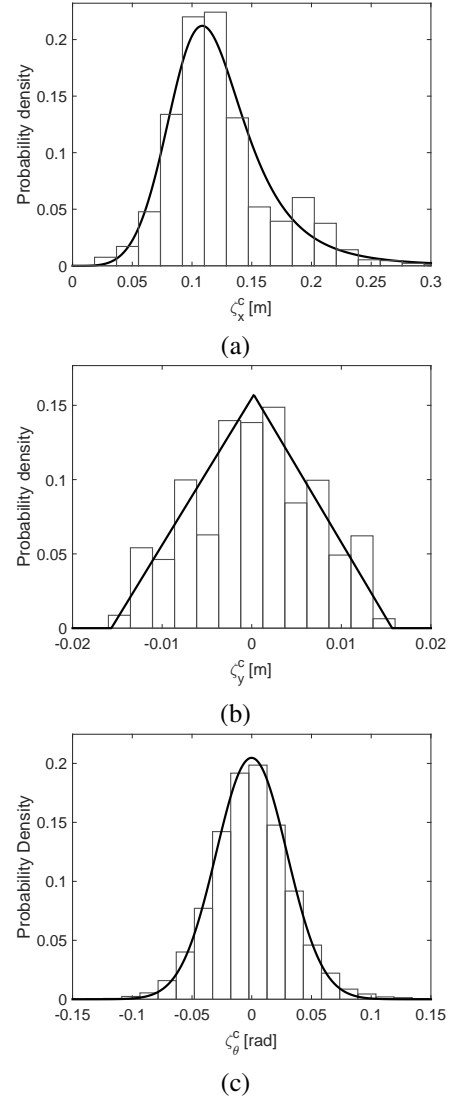 0.2
0.15
0.1
0.05
0
Probability density
0 0.05 0.1 0.15 0.2 0.25 0.3
ζ_x^c [m]
(a)
0.15
0.1
0.05
0
Probability density
-0.02 -0.01 0 0.01 0.02
ζ_y^c [m]
(b)
0.2
0.15
0.1
0.05
0
Probability Density
-0.15 -0.1 -0.05 0 0.05 0.1 0.15
ζ_θ^c [rad]
(c)